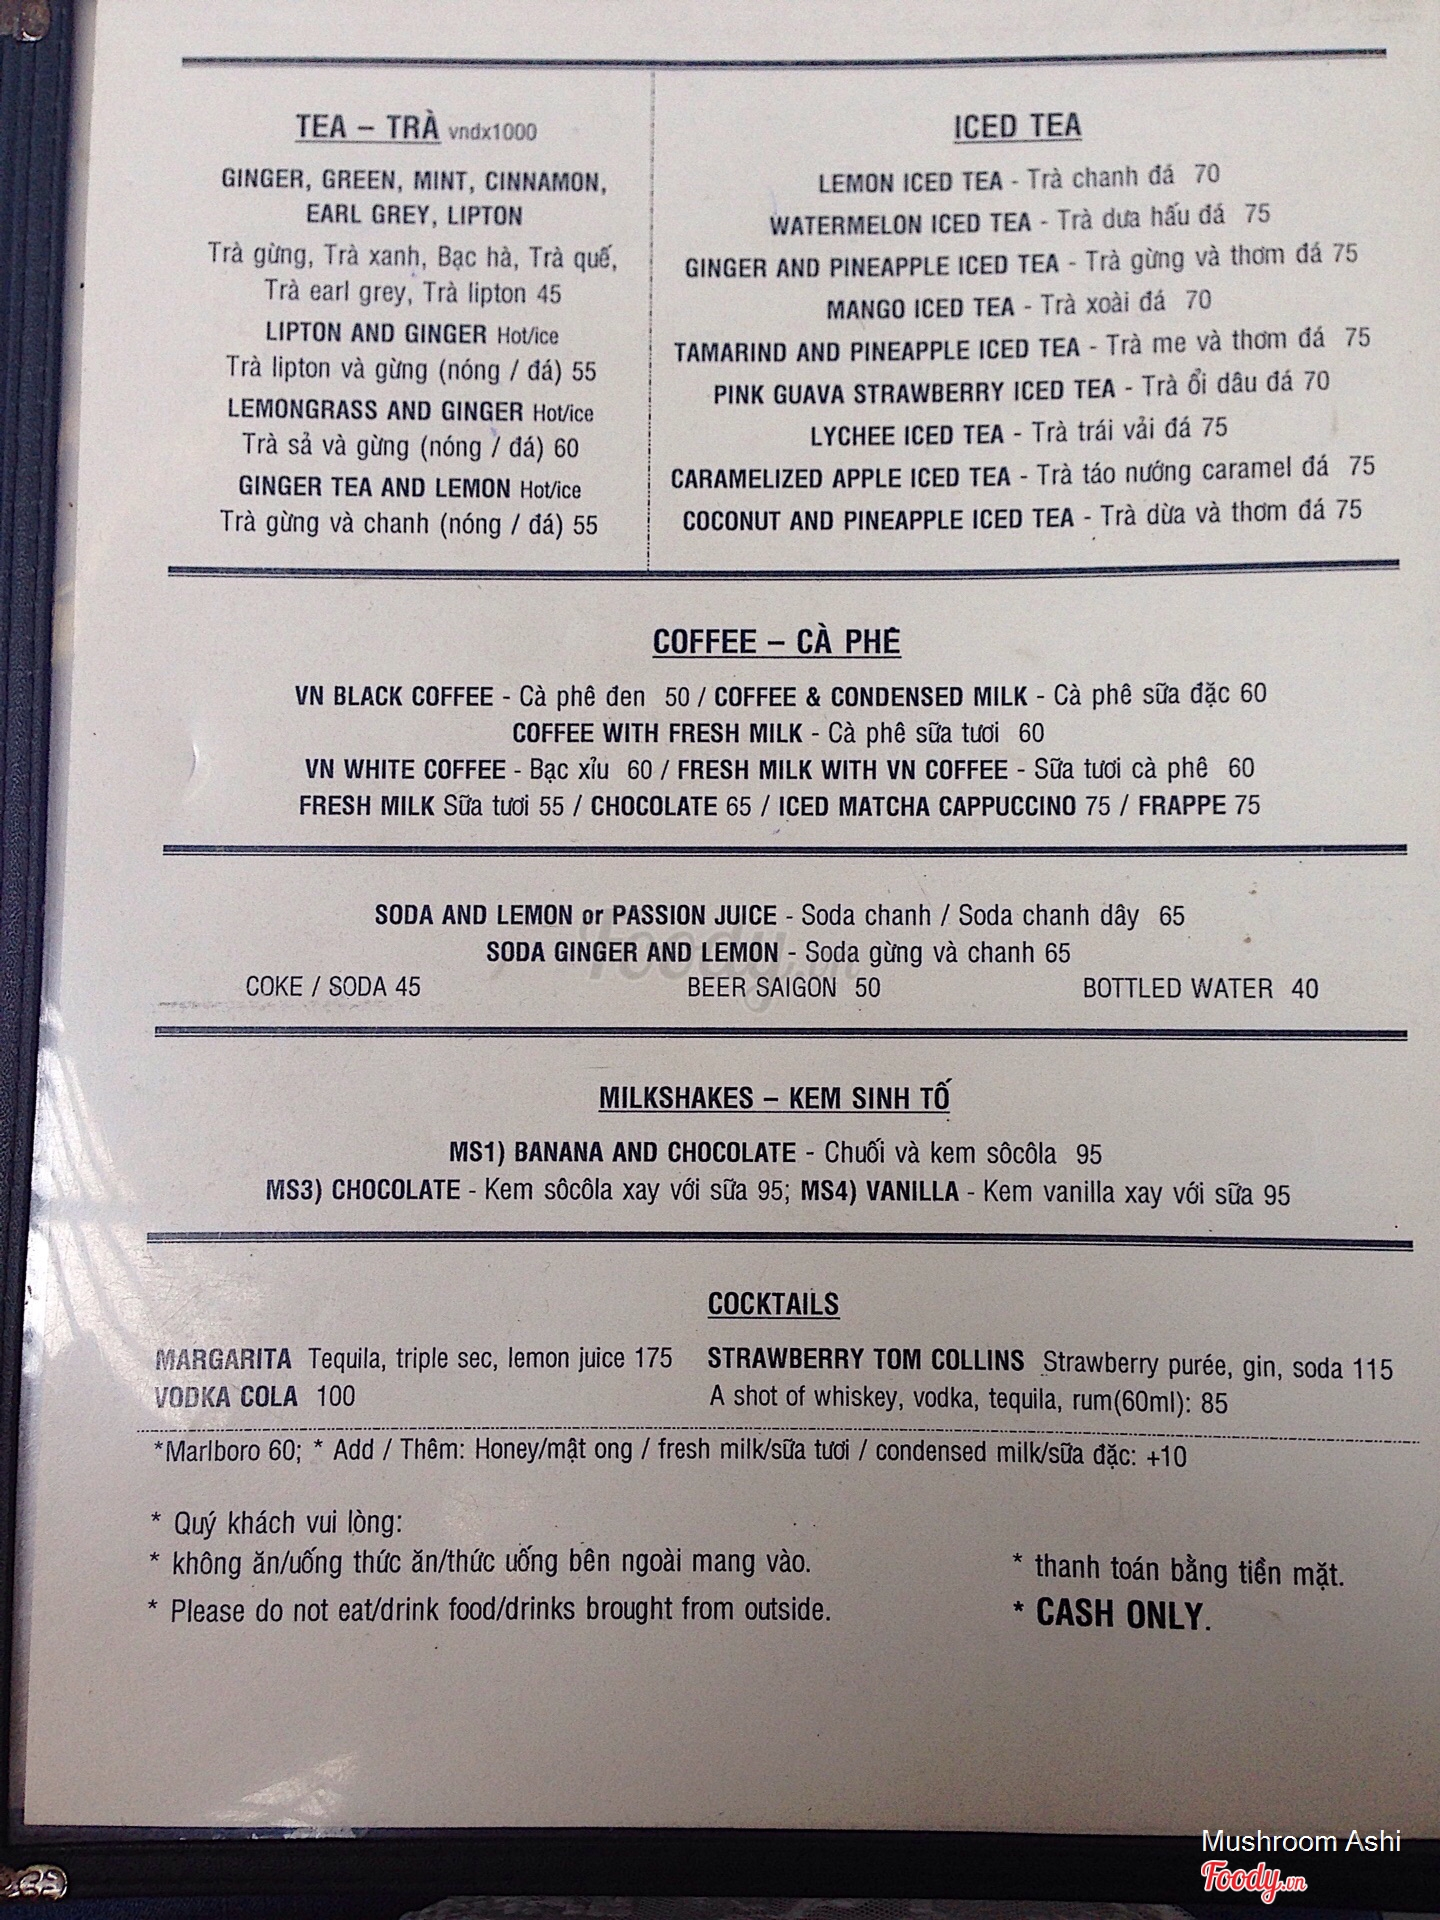 TEA – TRÀ vndx1000
GINGER, GREEN, MINT, CINNAMON,
EARL GREY, LIPTON
Trà gừng, Trà xanh, Bạc hà, Trà quế,
Trà earl grey, Trà lipton 45
LIPTON AND GINGER Hot/ice
Trà lipton và gừng (nóng / đá) 55
LEMONGRASS AND GINGER Hot/ice
Trà sả và gừng (nóng / đá) 60
GINGER TEA AND LEMON Hot/ice
Trà gừng và chanh (nóng / đá) 55
ICED TEA
LEMON ICED TEA - Trà chanh đá 70
WATERMELON ICED TEA - Trà dưa hấu đá 75
GINGER AND PINEAPPLE ICED TEA - Trà gừng và thơm đá 75
MANGO ICED TEA - Trà xoài đá 70
TAMARIND AND PINEAPPLE ICED TEA - Trà me và thơm đá 75
PINK GUAVA STRAWBERRY ICED TEA - Trà ổi dâu đá 70
LYCHEE ICED TEA - Trà trái vải đá 75
CARAMELIZED APPLE ICED TEA - Trà táo nướng caramel đá 75
COCONUT AND PINEAPPLE ICED TEA - Trà dừa và thơm đá 75
COFFEE – CÀ PHÊ
VN BLACK COFFEE - Cà phê đen 50 / COFFEE & CONDENSED MILK - Cà phê sữa đặc 60
COFFEE WITH FRESH MILK - Cà phê sữa tươi 60
VN WHITE COFFEE - Bạc xỉu 60 / FRESH MILK WITH VN COFFEE - Sữa tươi cà phê 60
FRESH MILK Sữa tươi 55 / CHOCOLATE 65 / ICED MATCHA CAPPUCCINO 75 / FRAPPE 75
SODA AND LEMON or PASSION JUICE - Soda chanh / Soda chanh dây 65
SODA GINGER AND LEMON - Soda gừng và chanh 65
COKE / SODA 45 BEER SAIGON 50 BOTTLED WATER 40
Foody.vn
MILKSHAKES – KEM SINH TỐ
MS1) BANANA AND CHOCOLATE - Chuối và kem sôcôla 95
MS3) CHOCOLATE - Kem sôcôla xay với sữa 95; MS4) VANILLA - Kem vanilla xay với sữa 95
COCKTAILS
MARGARITA Tequila, triple sec, lemon juice 175 STRAWBERRY TOM COLLINS Strawberry purée, gin, soda 115
VODKA COLA 100 A shot of whiskey, vodka, tequila, rum(60ml): 85
*Marlboro 60; * Add / Thêm: Honey/mật ong / fresh milk/sữa tươi / condensed milk/sữa đặc: +10
* Quý khách vui lòng:
* không ăn/uống thức ăn/thức uống bên ngoài mang vào. * thanh toán bằng tiền mặt.
* Please do not eat/drink food/drinks brought from outside. * CASH ONLY.
Mushroom Ashi
Foody.vn